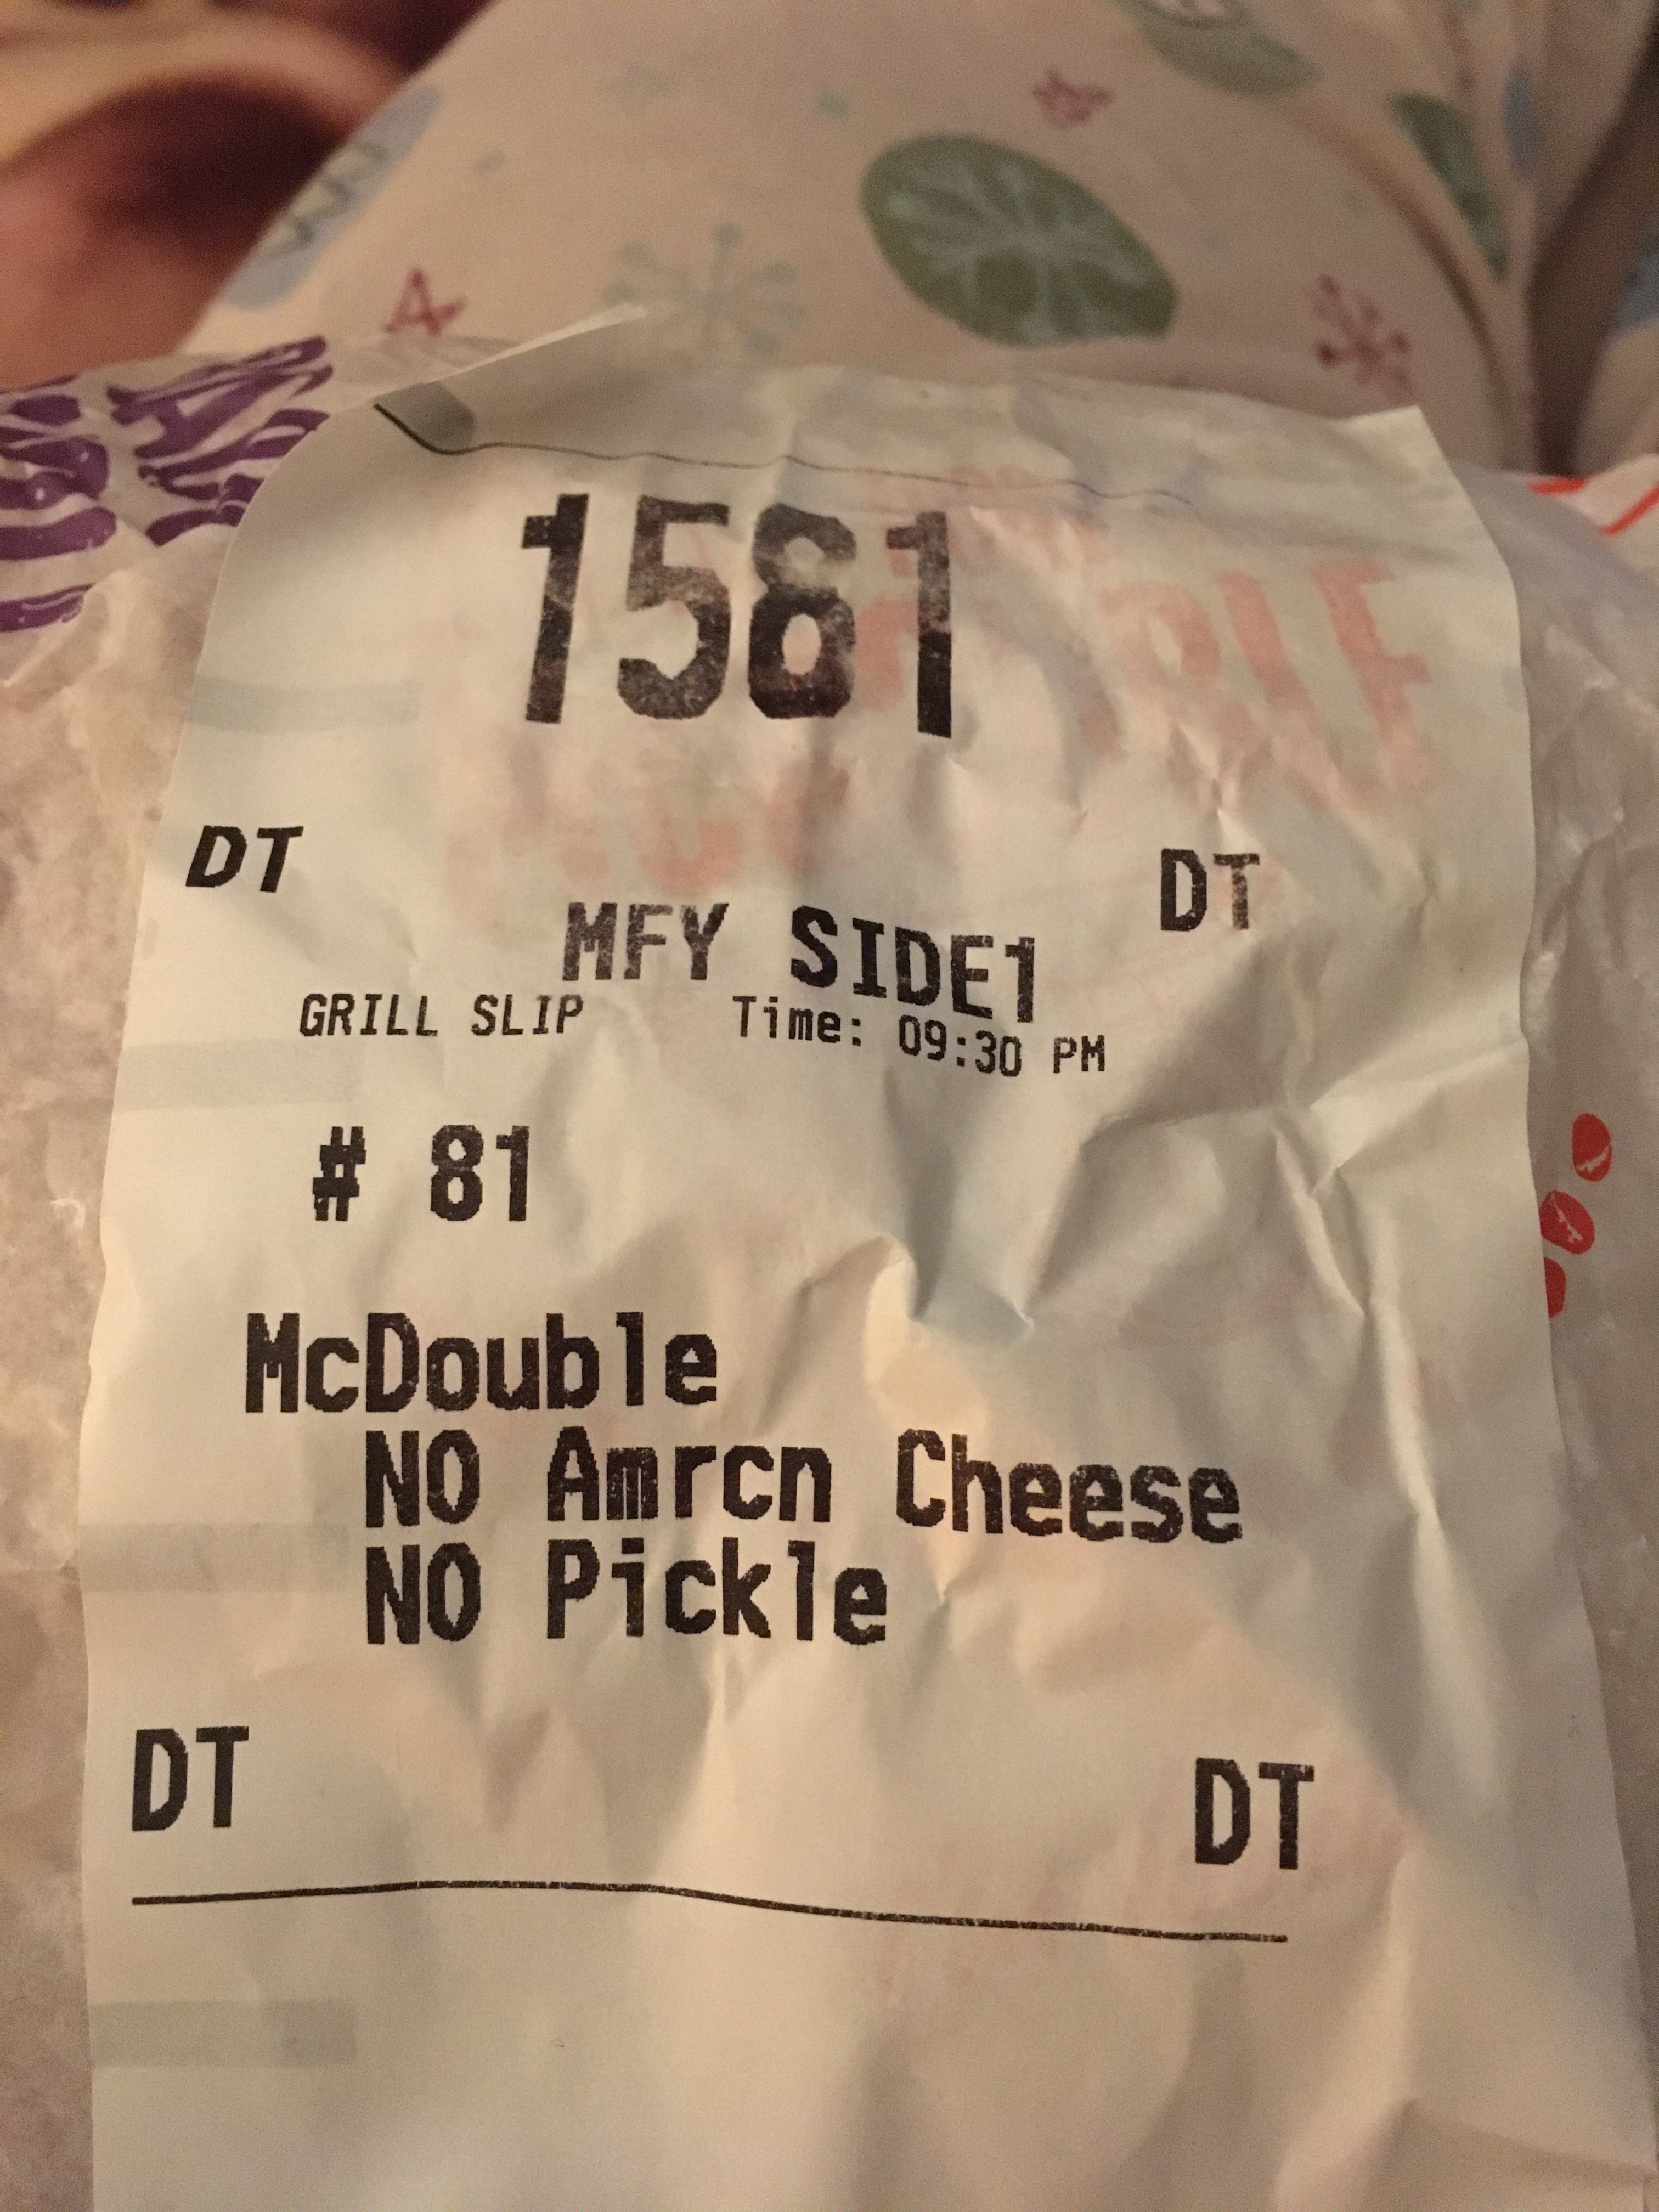 1581
DT
DT
MFY SIDE1
GRILL SLIP Time: 09:30 PM
# 81
McDouble
NO Amrcn Cheese
NO Pickle
DT DT